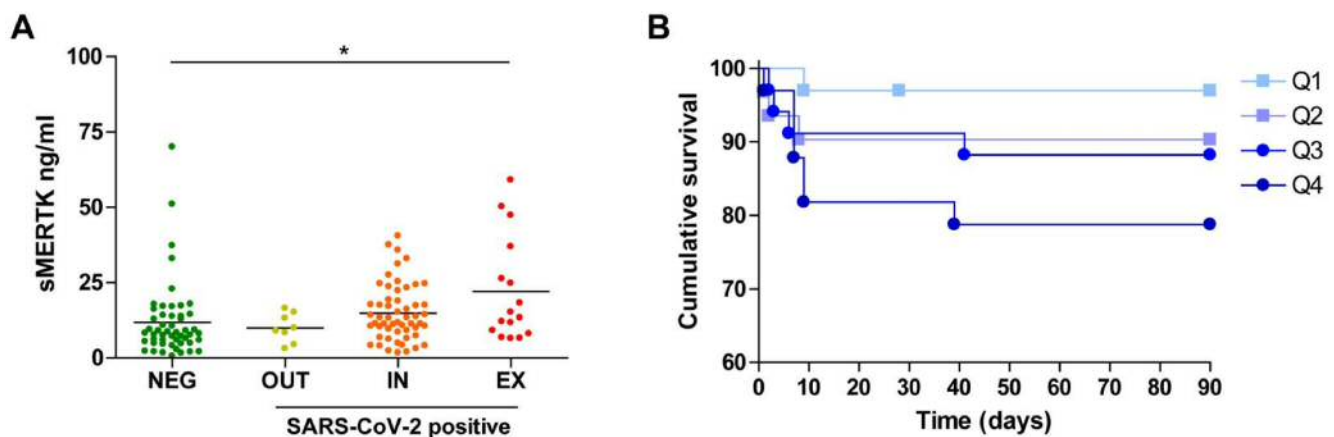 A
*
sMERTK ng/ml
100
75
50
25
0
NEG OUT IN EX
SARS-CoV-2 positive
B
Cumulative survival
100
90
80
70
60
0 10 20 30 40 50 60 70 80 90
Time (days)
Q1
Q2
Q3
Q4